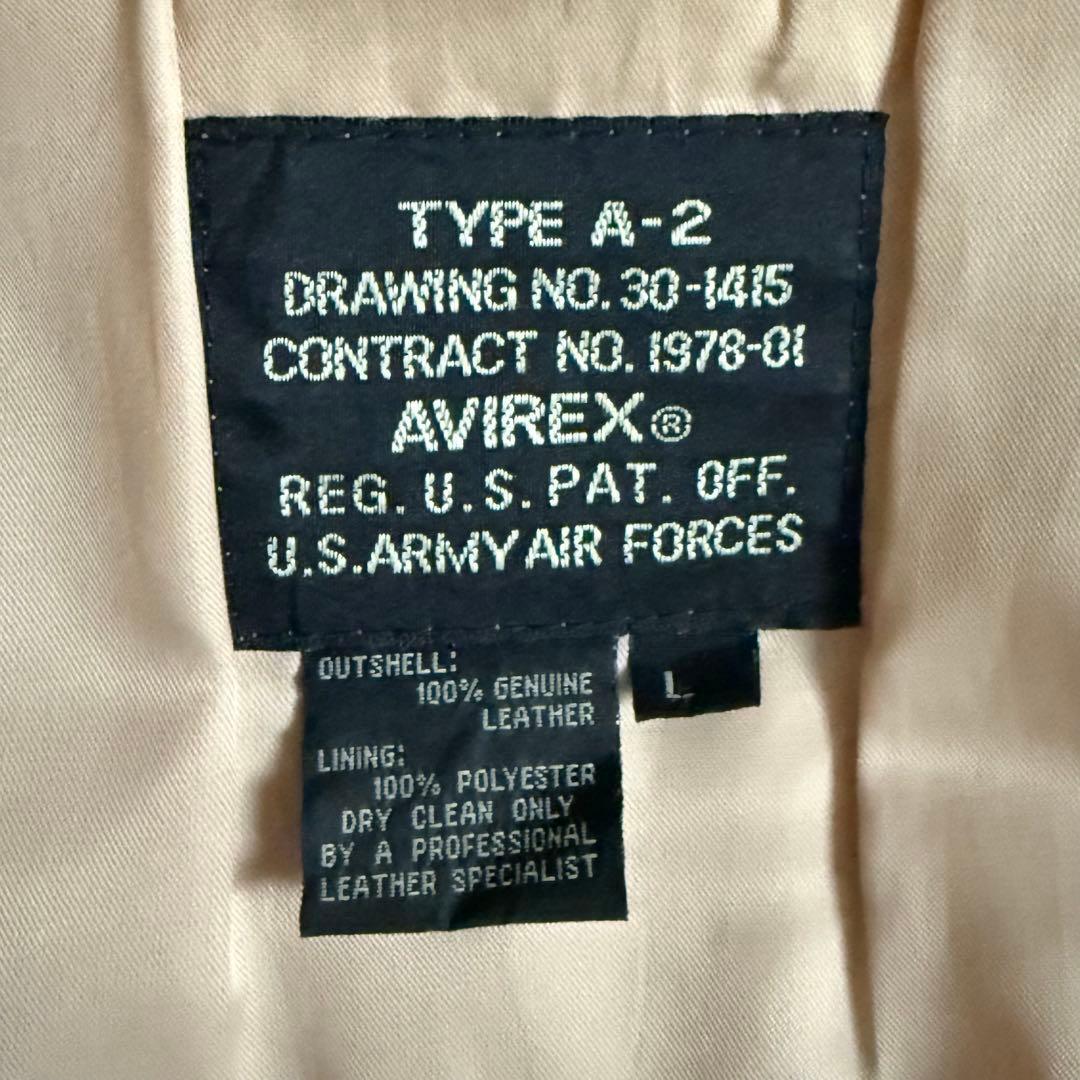 TYPE A-2
DRAWING NO. 30-1415
CONTRACT NO. 1978-01
AVIREX®
REG. U.S. PAT. OFF.
U.S. ARMY AIR FORCES
OUTSHELL:
100% GENUINE
LEATHER
L
LINING:
100% POLYESTER
DRY CLEAN ONLY
BY A PROFESSIONAL
LEATHER SPECIALIST